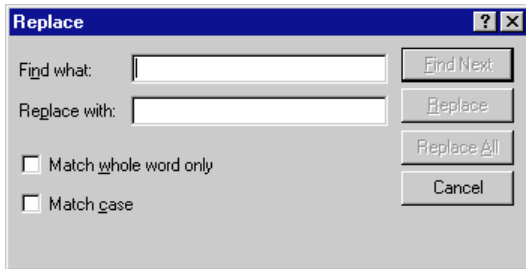 Replace
Find what:
Find Next
Replace with:
Replace
Replace All
Match whole word only
Cancel
Match case